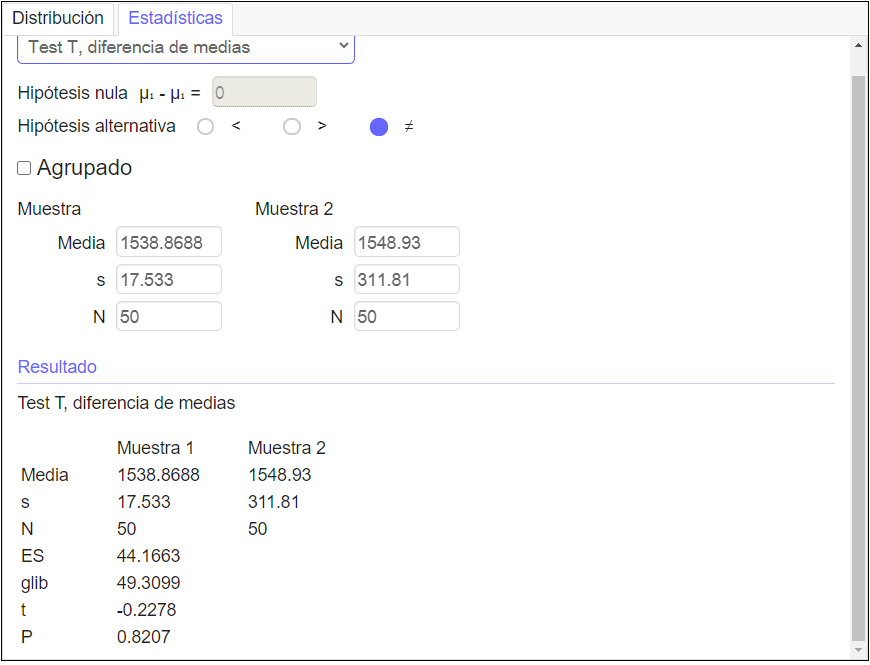 Distribución Estadísticas
Test T, diferencia de medias
Hipótesis nula μ₁ - μ₁ = 0
Hipótesis alternativa < > ≠
Agrupado
Muestra Muestra 2
Media 1538.8688 Media 1548.93
s 17.533 s 311.81
N 50 N 50
Resultado
Test T, diferencia de medias
Muestra 1 Muestra 2
Media 1538.8688 1548.93
s 17.533 311.81
N 50 50
ES 44.1663
glib 49.3099
t -0.2278
P 0.8207